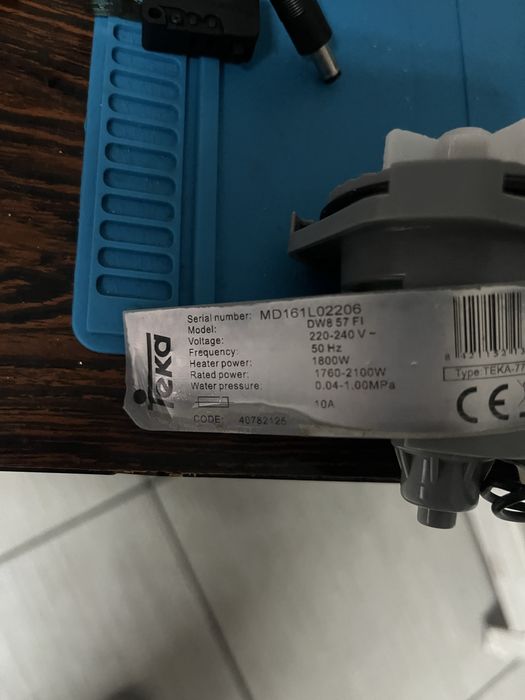 TEKA
Serial number: MD161L02206
Model: DW8 57 FI
Voltage: 220-240 V ~
Frequency: 50 Hz
Heater power: 1800W
Rated power: 1760-2100W
Water pressure: 0.04-1.00MPa
10A
CODE: 40782125
Type TEKA-77
CE